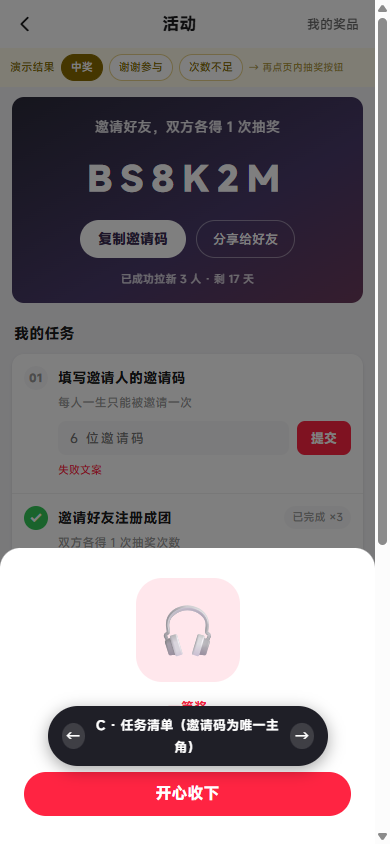 活动
我的奖品
演示结果
中奖
谢谢参与
次数不足
→ 再点页内抽奖按钮
邀请好友，双方各得 1 次抽奖
BS8K2M
复制邀请码
分享给好友
已成功拉新 3 人 · 剩 17 天
我的任务
01
填写邀请人的邀请码
每人一生只能被邀请一次
6 位邀请码
提交
失败文案
邀请好友注册成团
已完成 ×3
双方各得 1 次抽奖次数
←
C · 任务清单（邀请码为唯一主
角）
→
开心收下